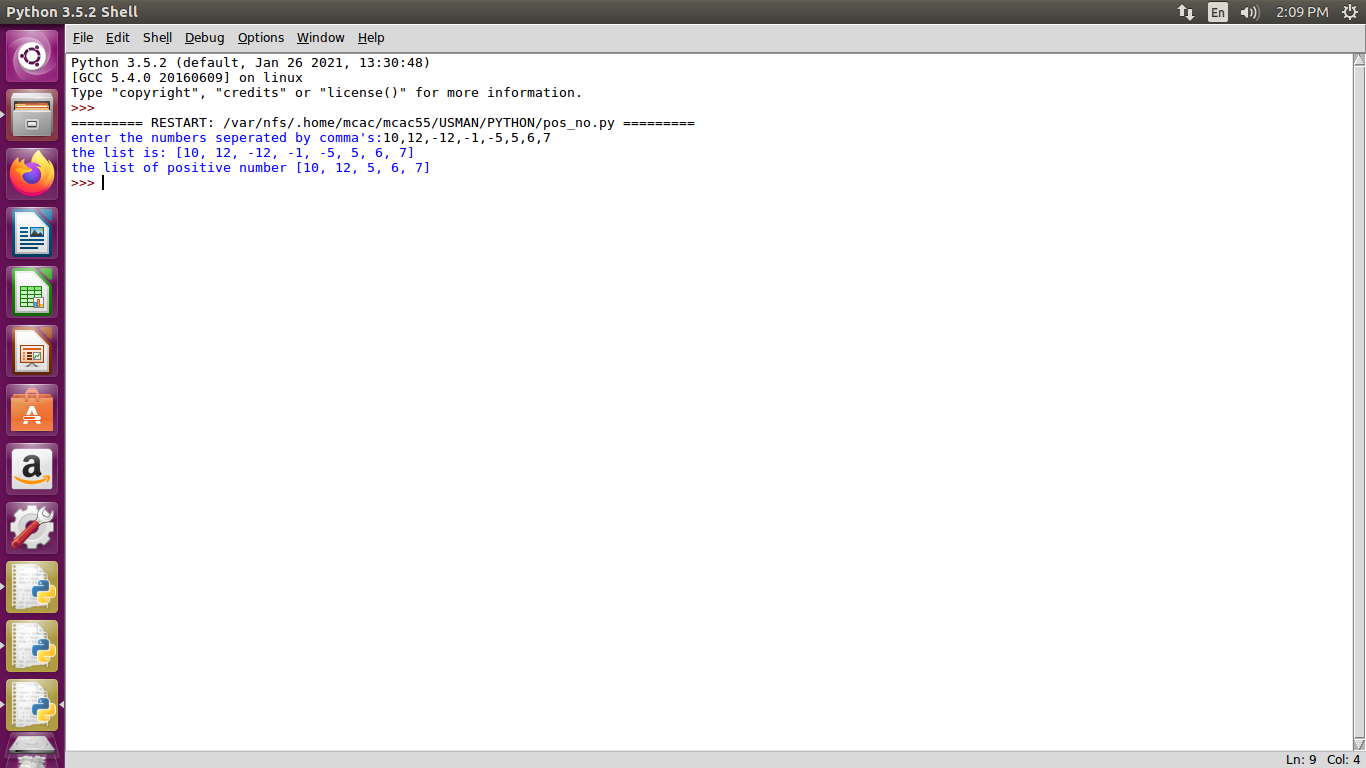 Python 3.5.2 Shell
En
2:09 PM
File Edit Shell Debug Options Window Help
Python 3.5.2 (default, Jan 26 2021, 13:30:48)
[GCC 5.4.0 20160609] on linux
Type "copyright", "credits" or "license()" for more information.
>>>
========= RESTART: /var/nfs/.home/mcac/mcac55/USMAN/PYTHON/pos_no.py =========
enter the numbers seperated by comma's:10,12,-12,-1,-5,5,6,7
the list is: [10, 12, -12, -1, -5, 5, 6, 7]
the list of positive number [10, 12, 5, 6, 7]
>>>
A
a
Ln: 9 Col: 4